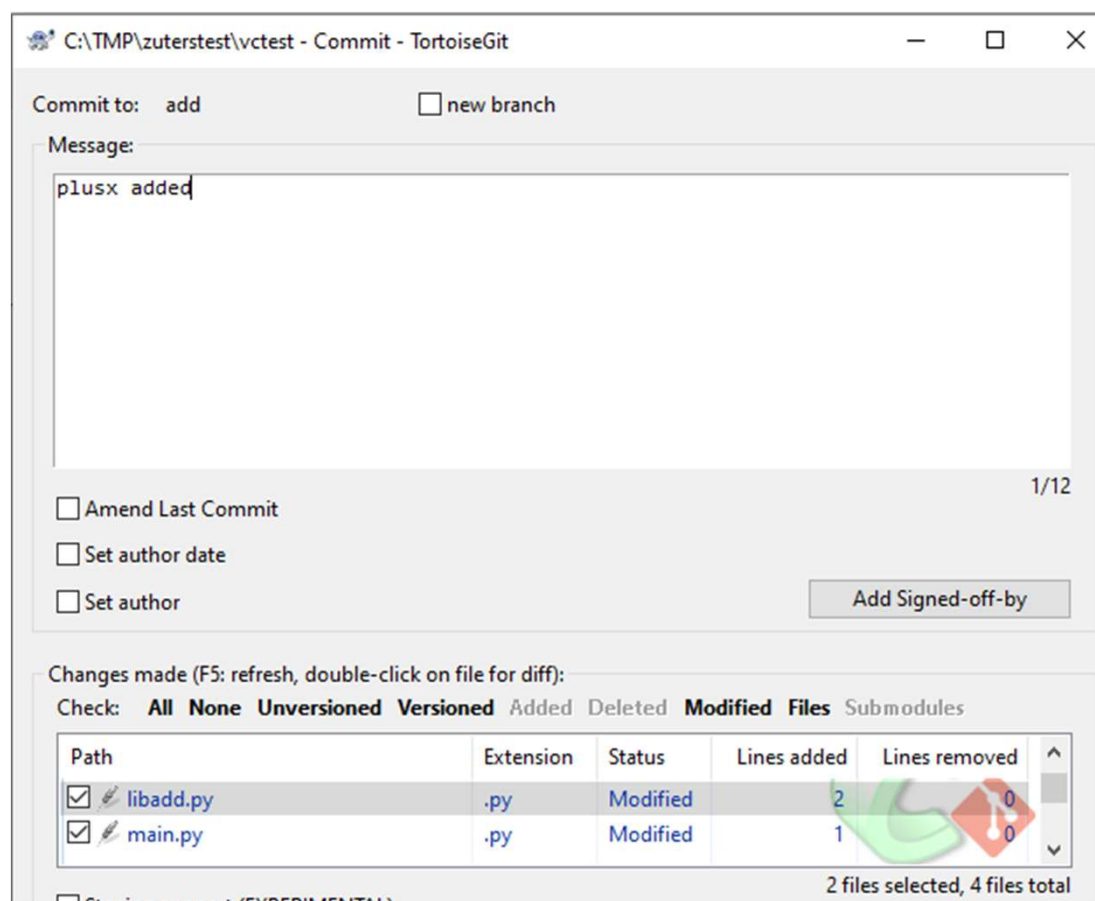 C:\TMP\zuterstest\vctest - Commit - TortoiseGit
Commit to: add new branch
Message:
plusx added
1/12
Amend Last Commit
Set author date
Set author Add Signed-off-by
Changes made (F5: refresh, double-click on file for diff):
Check: All None Unversioned Versioned Added Deleted Modified Files Submodules
Path Extension Status Lines added Lines removed
libadd.py .py Modified 2 0
main.py .py Modified 1 0
2 files selected, 4 files total
(EXPERIMENTAL)